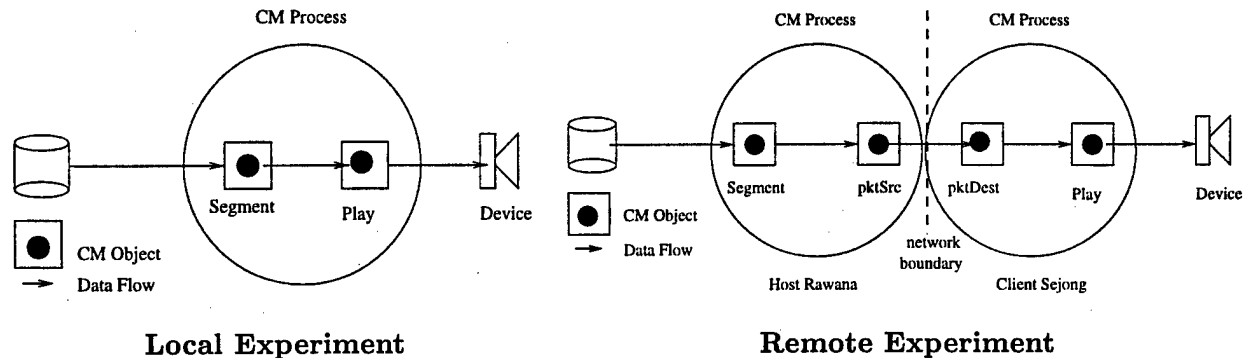 CM Process
Segment
Play
Device
CM Object
Data Flow
Local Experiment
CM Process
CM Process
Segment
pktSrc
pktDest
Play
Device
CM Object
Data Flow
network
boundary
Host Rawana
Client Sejong
Remote Experiment